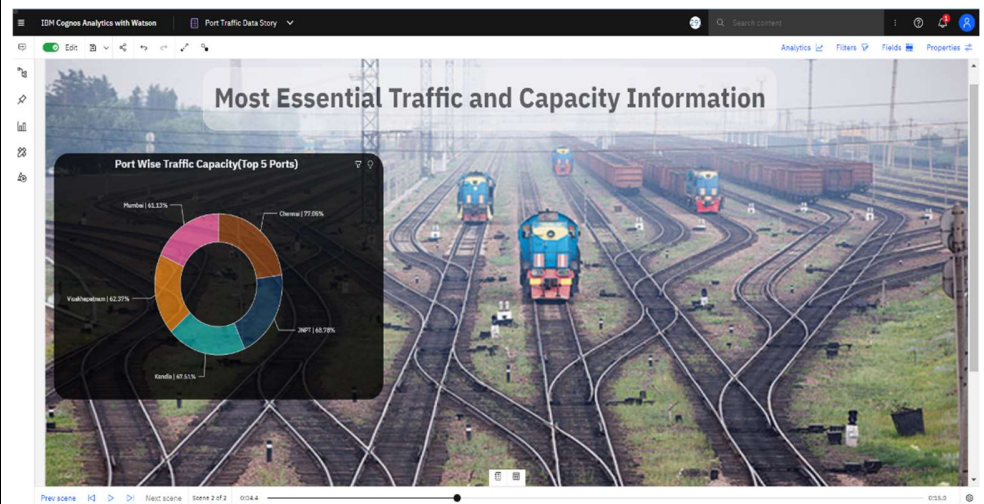 IBM Cognos Analytics with Watson
Port Traffic Data Story
29
Search content
Edit
Analytics
Filters
Fields
Properties
Most Essential Traffic and Capacity Information
Port Wise Traffic Capacity(Top 5 Ports)
Mumbai | 61.13%
Chennai | 77.05%
Visakhapatnam | 62.37%
JNPT | 68.78%
Kandla | 67.51%
Prev scene
Next scene
Scene 2 of 2
0:04.4
0:55.0